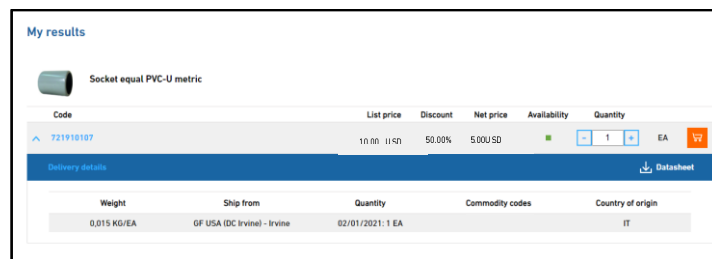 My results
Socket equal PVC-U metric
Code List price Discount Net price Availability Quantity
721910107 10.00 USD 50.00% 5.00USD - 1 + EA
Delivery details Datasheet
Weight Ship from Quantity Commodity codes Country of origin
0,015 KG/EA GF USA (DC Irvine) - Irvine 02/01/2021: 1 EA IT